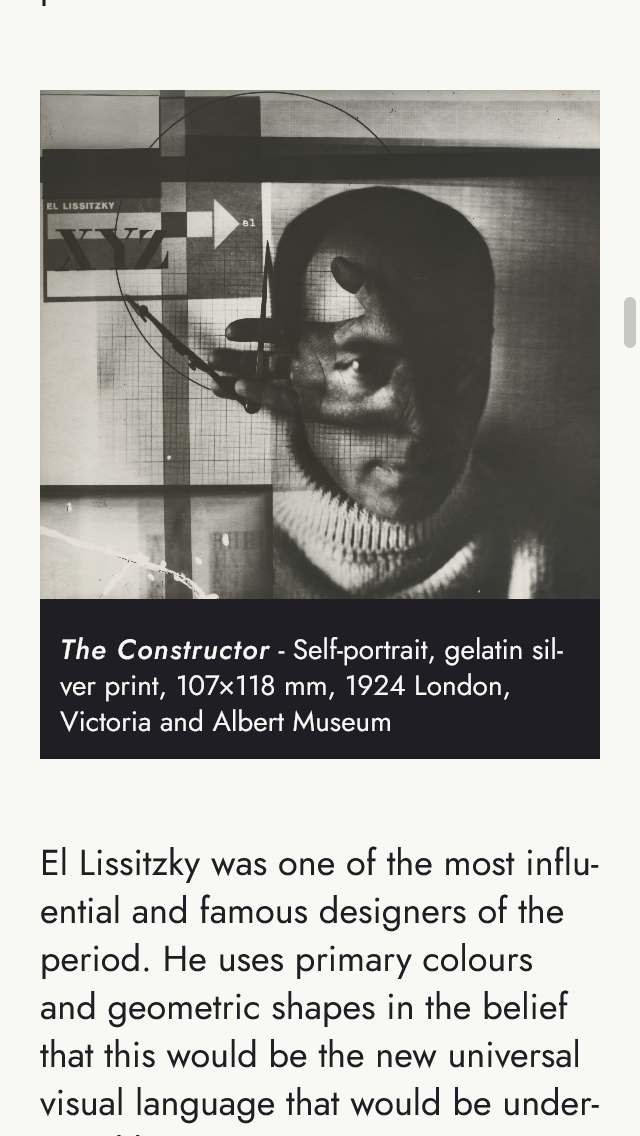 EL LISSITZKY
XYZ
el
The Constructor - Self-portrait, gelatin sil-
ver print, 107×118 mm, 1924 London,
Victoria and Albert Museum
El Lissitzky was one of the most influ-
ential and famous designers of the
period. He uses primary colours
and geometric shapes in the belief
that this would be the new universal
visual language that would be under-